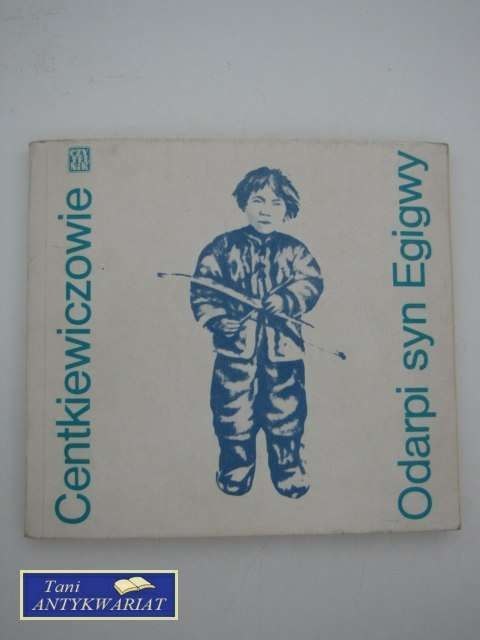 Centkiewiczowie
Odarpi syn Egigwy
Tani
ANTYKWARIAT